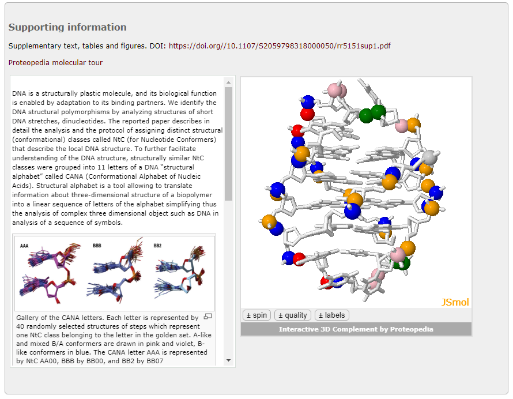 Supporting information
Supplementary text, tables and figures. DOI: https://doi.org//10.1107/S2059798318000050/rr5151sup1.pdf
Proteopedia molecular tour
DNA is a structurally plastic molecule, and its biological function
is enabled by adaptation to its binding partners. We identify the
DNA structural polymorphisms by analyzing structures of short
DNA stretches, dinucleotides. The reported paper describes in
detail the analysis and the protocol of assigning distinct structural
(conformational) classes called NtC (for Nucleotide Conformers)
that describe the local DNA structure. To further facilitate
understanding of the DNA structure, structurally similar NtC
classes were grouped into 11 letters of a DNA "structural
alphabet" called CANA (Conformational Alphabet of Nucleic
Acids). Structural alphabet is a tool allowing to translate
information about three-dimensional structure of a biopolymer
into a linear sequence of letters of the alphabet simplifying thus
the analysis of complex three dimensional object such as DNA in
analysis of a sequence of symbols.
AAA BBB BB2
Gallery of the CANA letters. Each letter is represented by
40 randomly selected structures of steps which represent
one NtC class belonging to the letter in the golden set. A-like
and mixed B/A conformers are drawn in pink and violet, B-
like conformers in blue. The CANA letter AAA is represented
by NtC AA00, BBB by BB00, and BB2 by BB07
JSmol
± spin ± quality ± labels
Interactive 3D Complement by Proteopedia